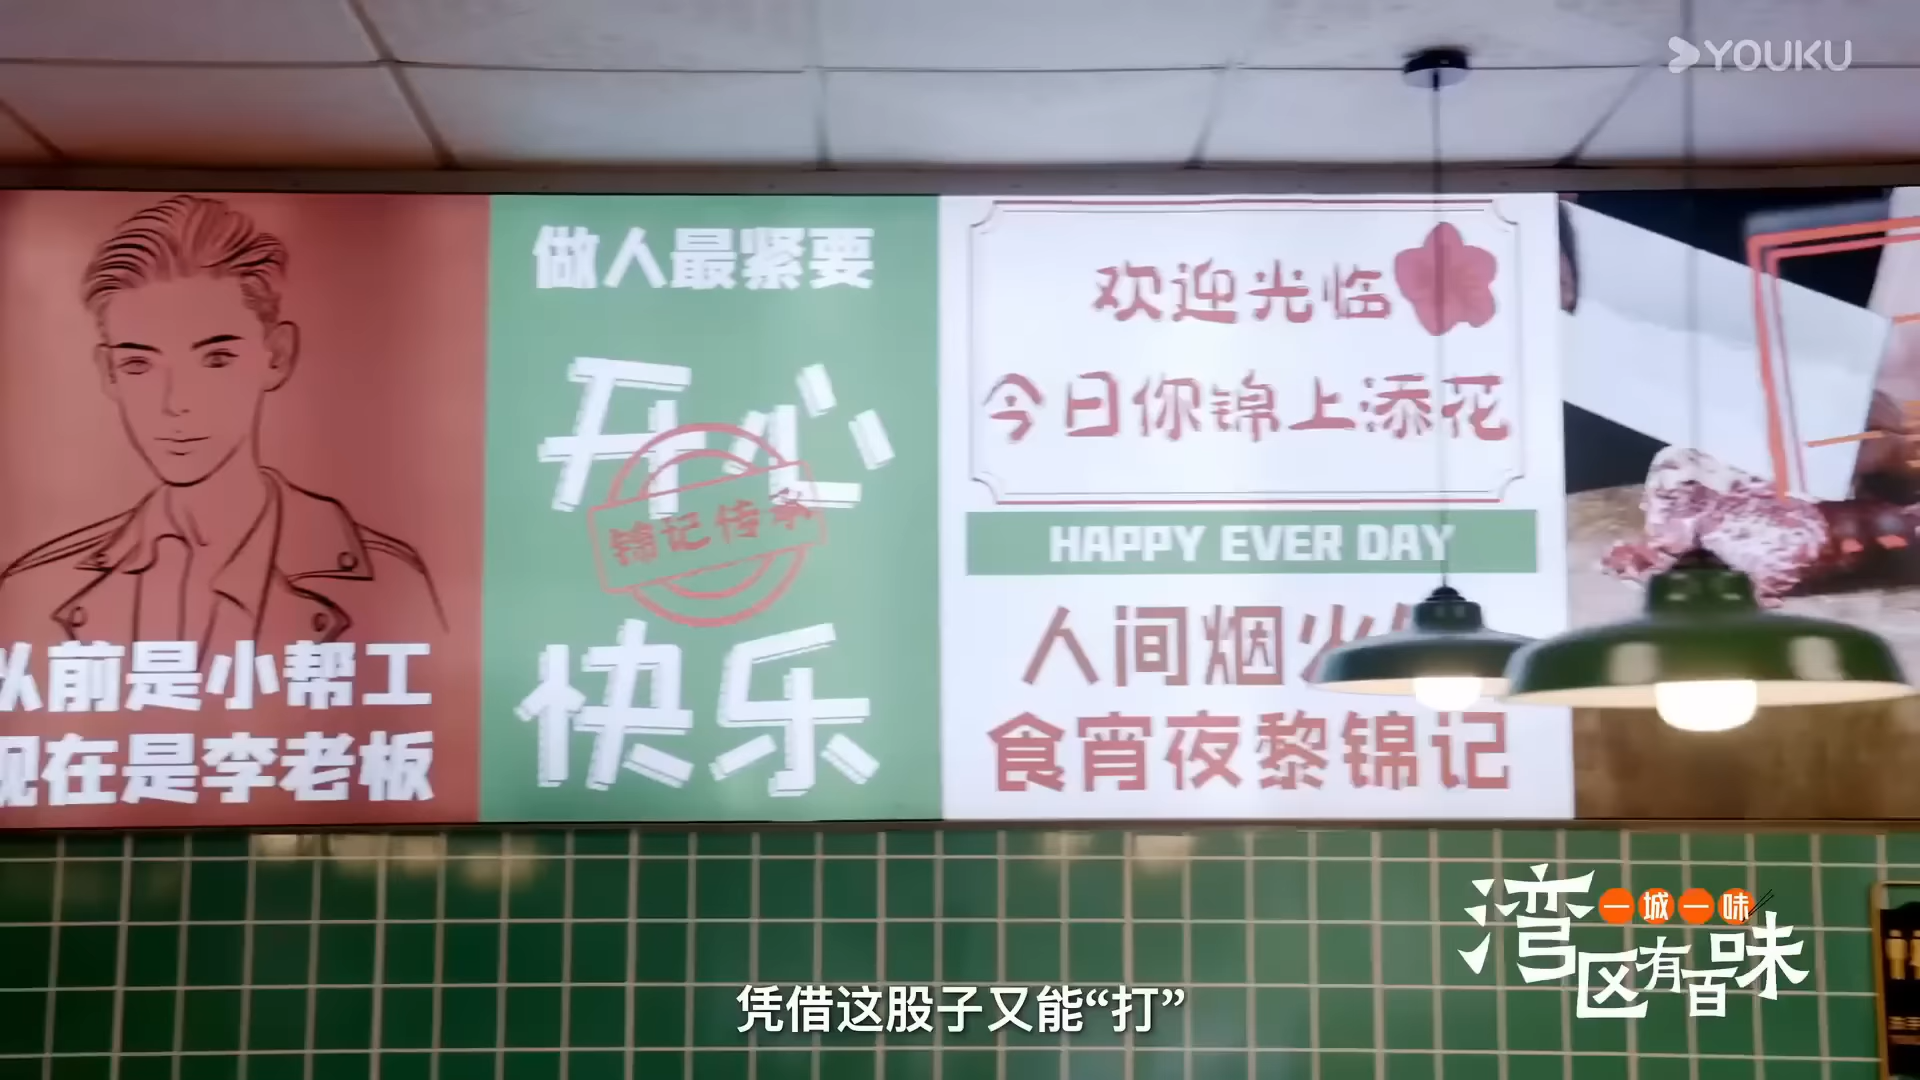 YOUKU
以前是小帮工
现在是李老板
做人最紧要
开心
锦记传承
快乐
欢迎光临
今日你锦上添花
HAPPY EVER DAY
人间烟火
食宵夜黎锦记
一城一味
湾区有百味
凭借这股子又能“打”